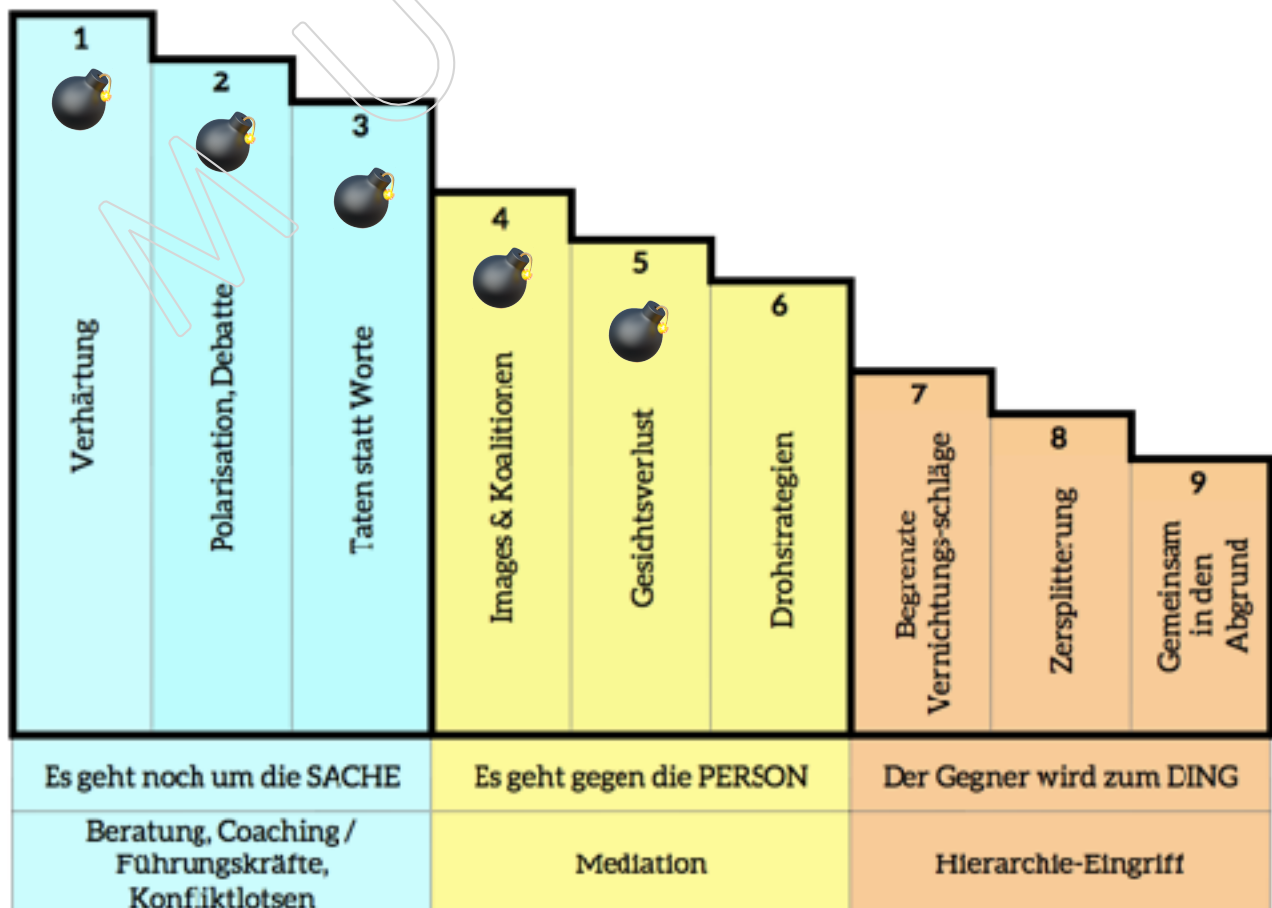 1
2
3
4
5
6
7
8
9
Verhärtung
Polarisation, Debatte
Taten statt Worte
Images & Koalitionen
Gesichtsverlust
Drohstrategien
Begrenzte
Vernichtungs-schläge
Zersplitterung
Gemeinsam
in den
Abgrund
Es geht noch um die SACHE
Es geht gegen die PERSON
Der Gegner wird zum DING
Beratung, Coaching /
Führungskräfte,
Konfliktlotsen
Mediation
Hierarchie-Eingriff
M U